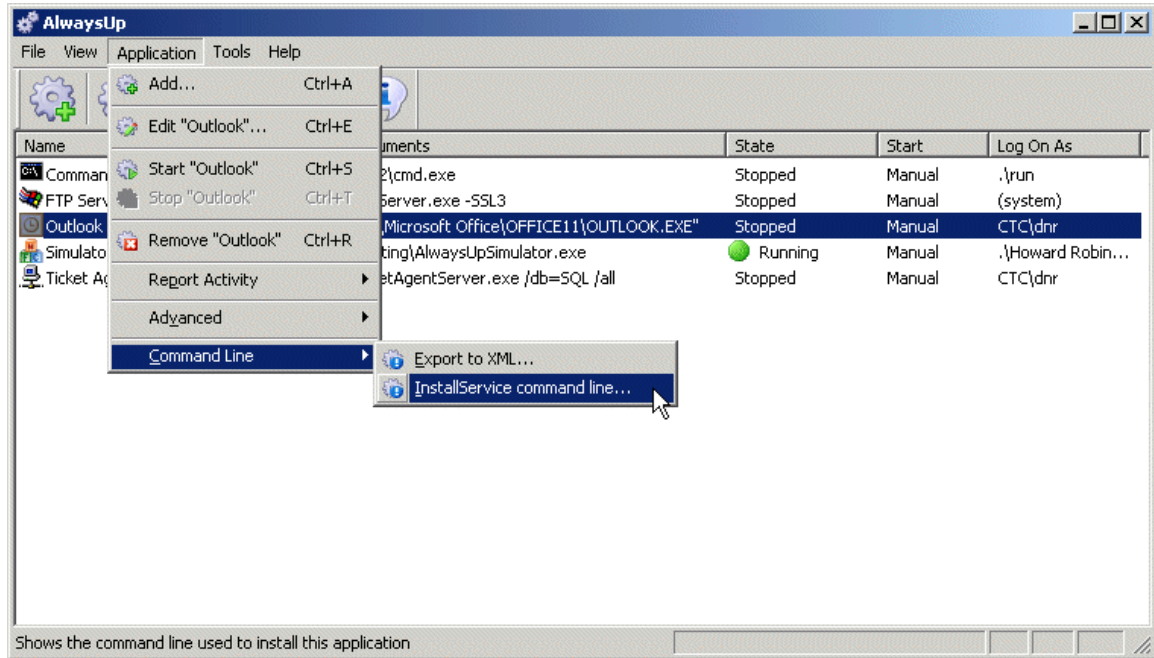 AlwaysUp
File View Application Tools Help
Add... Ctrl+A
Edit "Outlook"... Ctrl+E
Start "Outlook" Ctrl+S
Stop "Outlook" Ctrl+T
Remove "Outlook" Ctrl+R
Report Activity
Advanced
Command Line
Export to XML...
InstallService command line...
Name uments State Start Log On As
Comman 2\cmd.exe Stopped Manual .\run
FTP Serv Server.exe -SSL3 Stopped Manual (system)
Outlook \Microsoft Office\OFFICE11\OUTLOOK.EXE" Stopped Manual CTC\dnr
Simulato ting\AlwaysUpSimulator.exe Running Manual .\Howard Robin...
Ticket Ag etAgentServer.exe /db=SQL /all Stopped Manual CTC\dnr
Shows the command line used to install this application